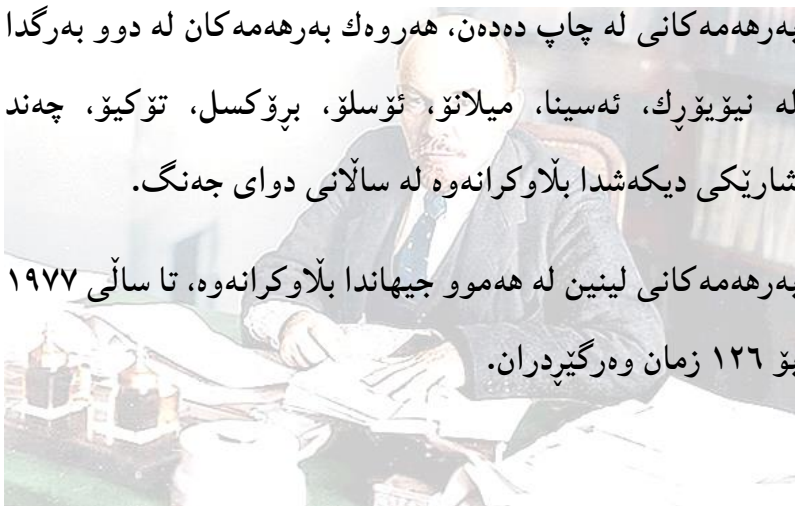 بەرهەمەکانی لە چاپ دەدەن، هەروەك بەرهەمەکان لە دوو بەرگدا
لە نیۆیۆڕك، ئەسینا، میلانۆ، ئۆسلۆ، برۆکسل، تۆکیۆ، چەند
شارێکی دیکەشدا بڵاوکرانەوە لە ساڵانی دوای جەنگ.
بەرهەمەکانی لینین لە هەموو جیهاندا بڵاوکرانەوە، تا ساڵی ١٩٧٧
بۆ ١٢٦ زمان وەرگێڕدران.